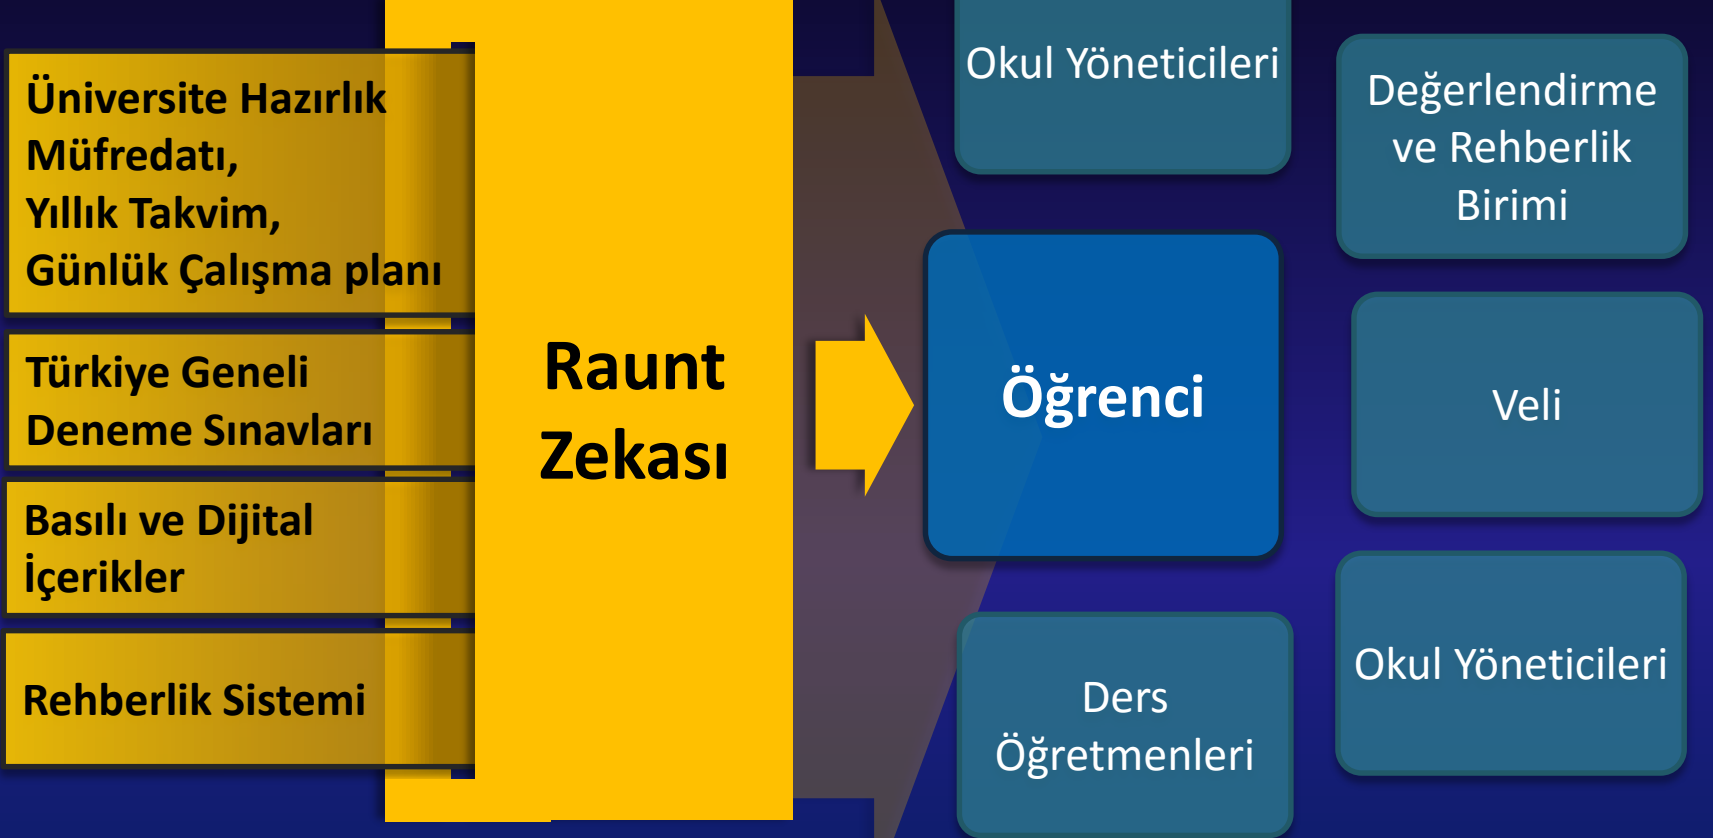 Üniversite Hazırlık
Müfredatı,
Yıllık Takvim,
Günlük Çalışma planı
Türkiye Geneli
Deneme Sınavları
Basılı ve Dijital
İçerikler
Rehberlik Sistemi
Raunt
Zekası
Okul Yöneticileri
Öğrenci
Ders
Öğretmenleri
Değerlendirme
ve Rehberlik
Birimi
Veli
Okul Yöneticileri